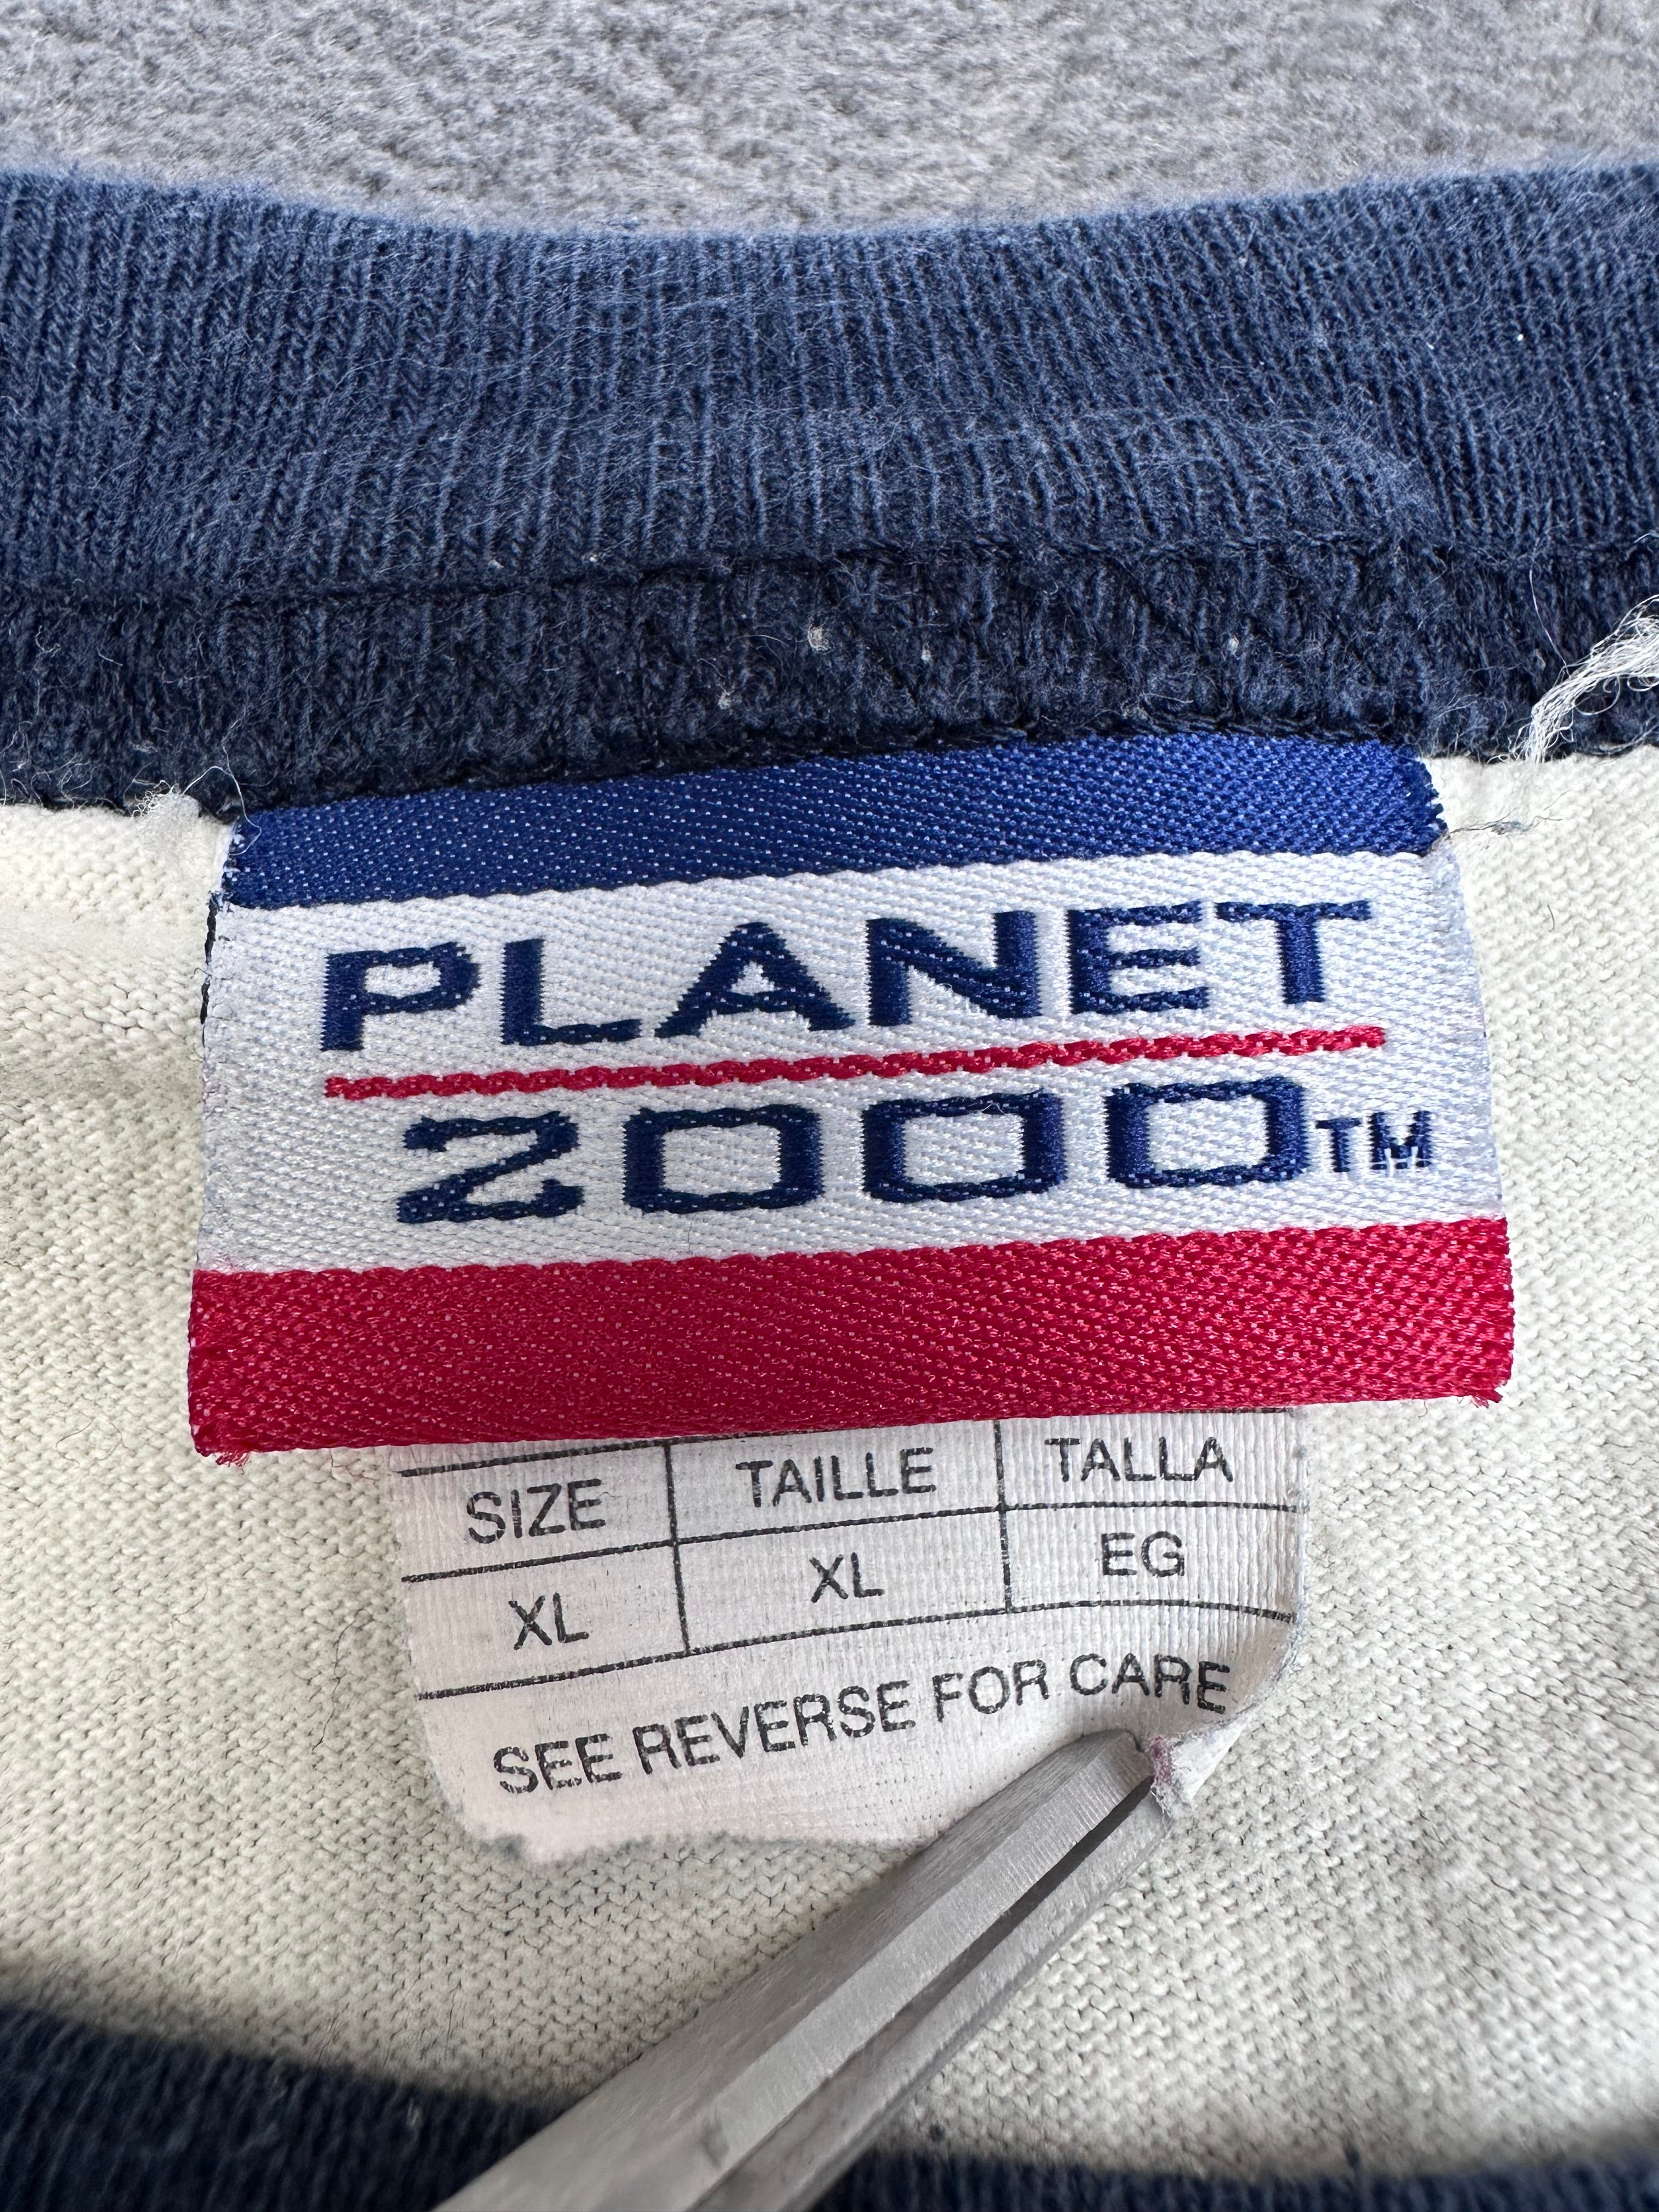 PLANET
2000TM
SIZE TAILLE TALLA
XL XL EG
SEE REVERSE FOR CARE